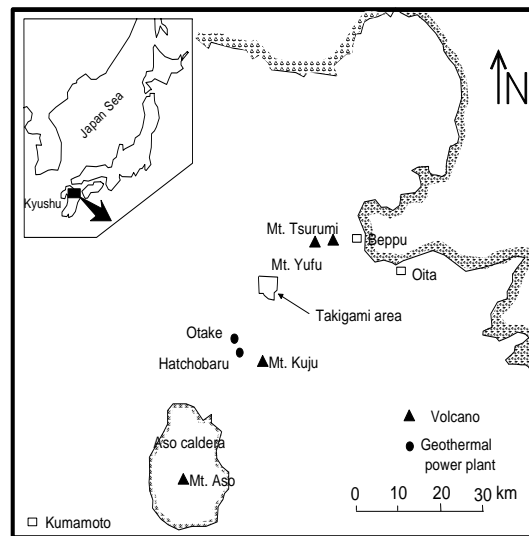 Japan Sea
Kyushu
N
Mt. Tsurumi
Beppu
Mt. Yufu
Oita
Takigami area
Otake
Hatchobaru
Mt. Kuju
Volcano
Aso caldera
Geothermal
power plant
Mt. Aso
0 10 20 30 km
Kumamoto